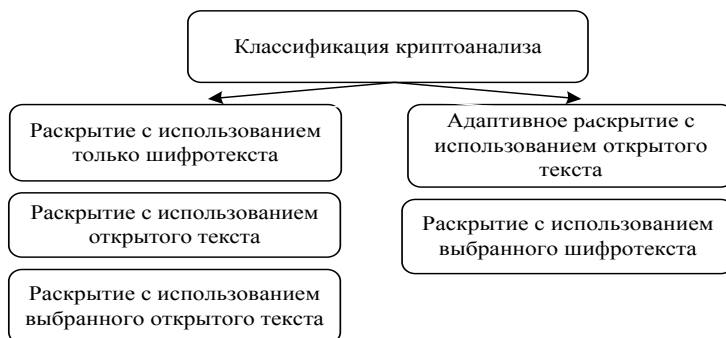 Классификация криптоанализа
Раскрытие с использованием
только шифротекста
Раскрытие с использованием
открытого текста
Раскрытие с использованием
выбранного открытого текста
Адаптивное раскрытие с
использованием открытого
текста
Раскрытие с использованием
выбранного шифротекста